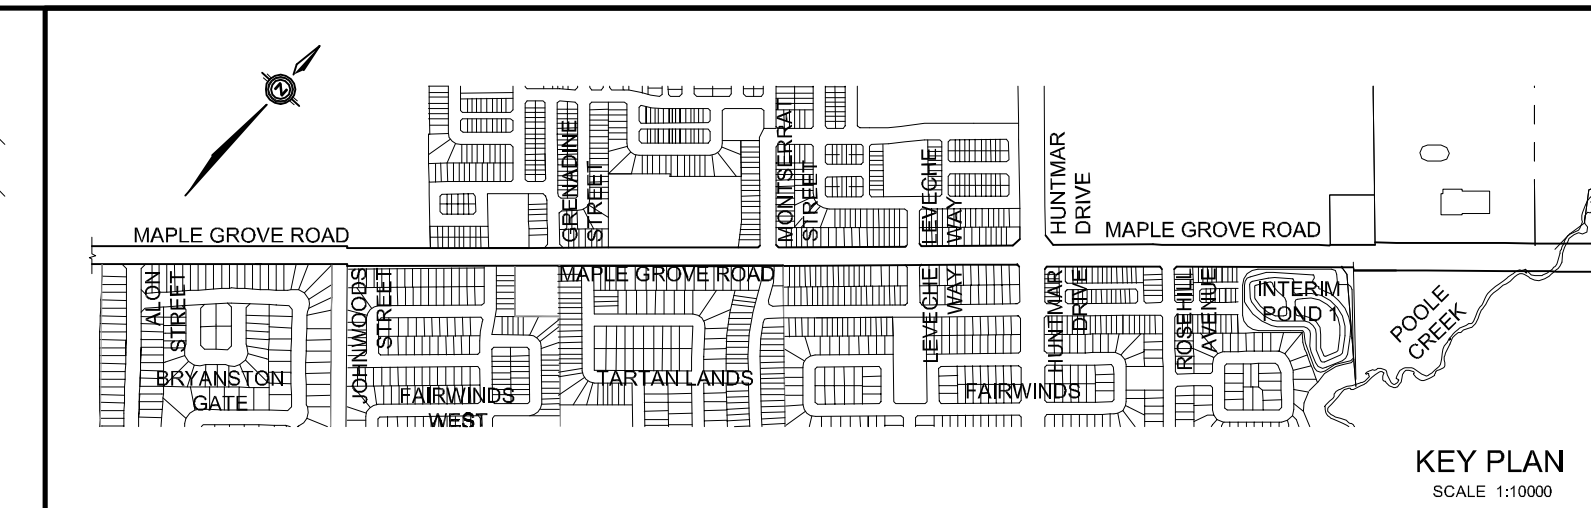 N
MAPLE GROVE ROAD
GRENADINE
STREET
MONTSERRAT
STREET
LEVECHE
WAY
HUNTMAR
DRIVE
MAPLE GROVE ROAD
ALON
STREET
JOHNWOODS
STREET
MAPLE GROVE ROAD
LEVECHE
WAY
HUNTMAR
DRIVE
ROSEHILL
AVENUE
INTERIM
POND 1
POOLE
CREEK
BRYANSTON
GATE
FAIRWINDS
WEST
TARTAN LANDS
FAIRWINDS
KEY PLAN
SCALE 1:10000